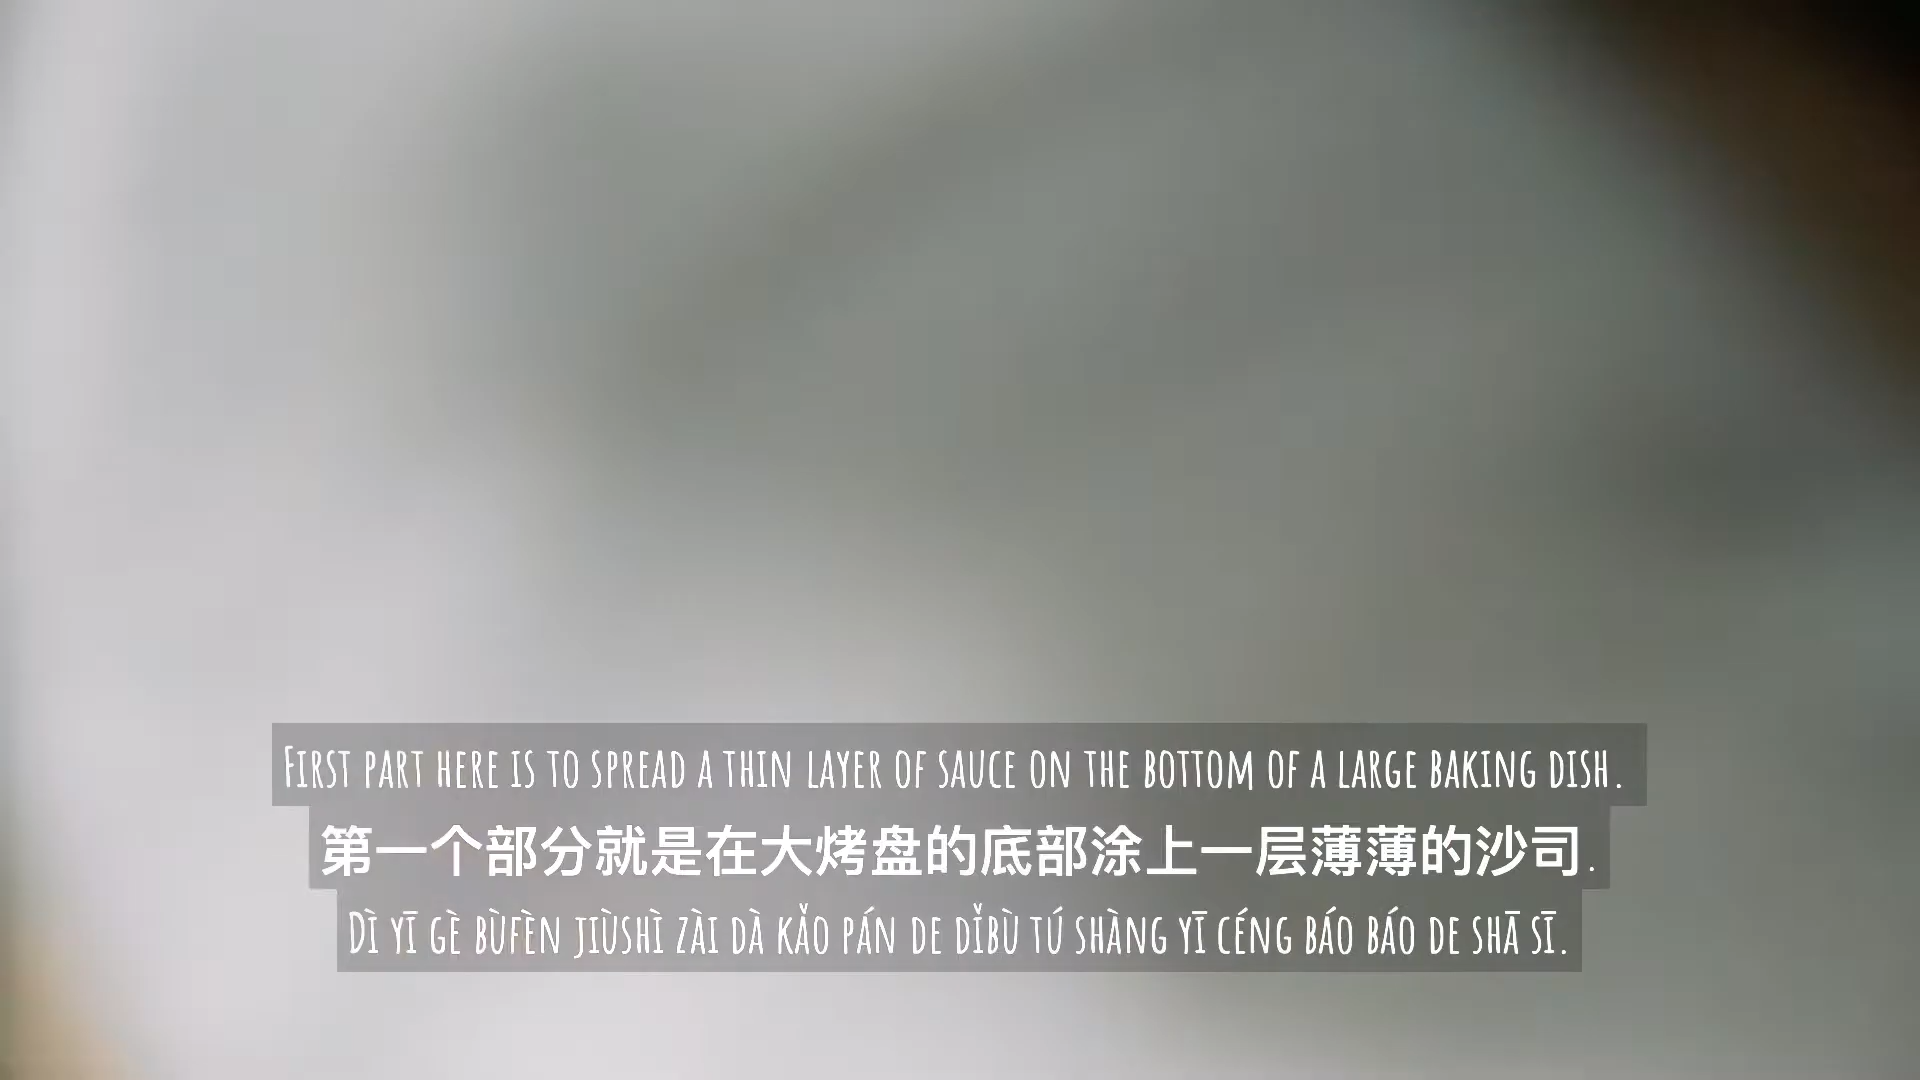 First part here is to spread a thin layer of sauce on the bottom of a large baking dish.
第一个部分就是在大烤盘的底部涂上一层薄薄的沙司.
Dì yī gè bùfèn jiùshì zài dà kǎo pán de dǐbù tú shàng yī céng báo báo de shā sī.